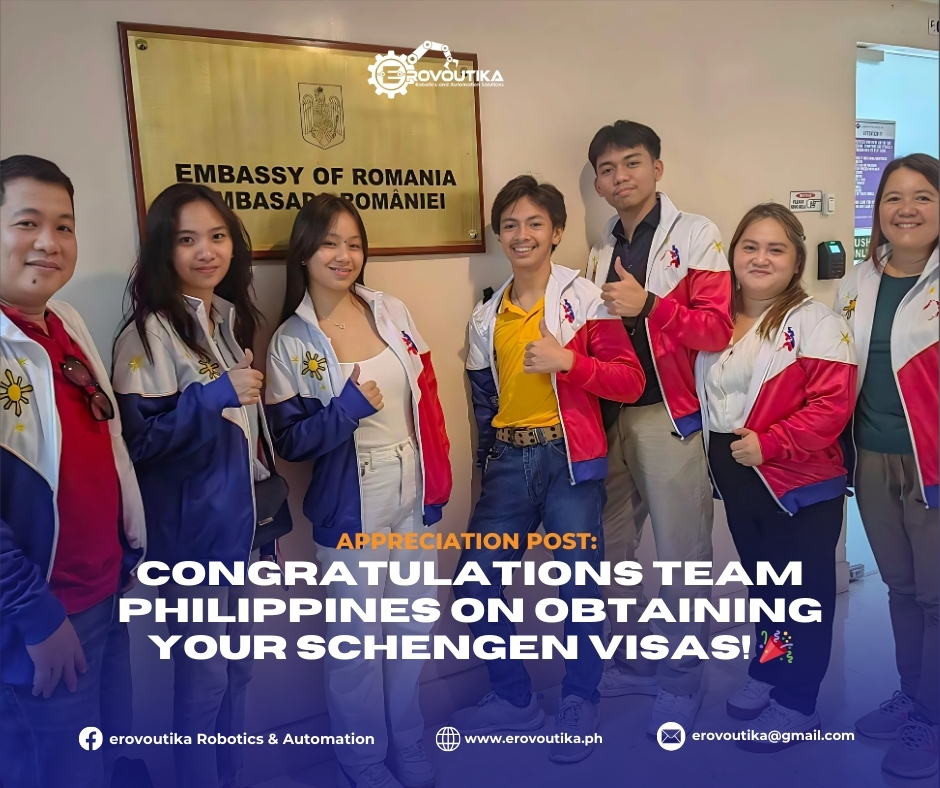 EROVOUTIKA
Robotics and Automation Solutions
EMBASSY OF ROMANIA
AMBASADA ROMÂNIEI
APPRECIATION POST:
CONGRATULATIONS TEAM
PHILIPPINES ON OBTAINING
YOUR SCHENGEN VISAS! 🎉
erovoutika Robotics & Automation
www.erovoutika.ph
erovoutika@gmail.com